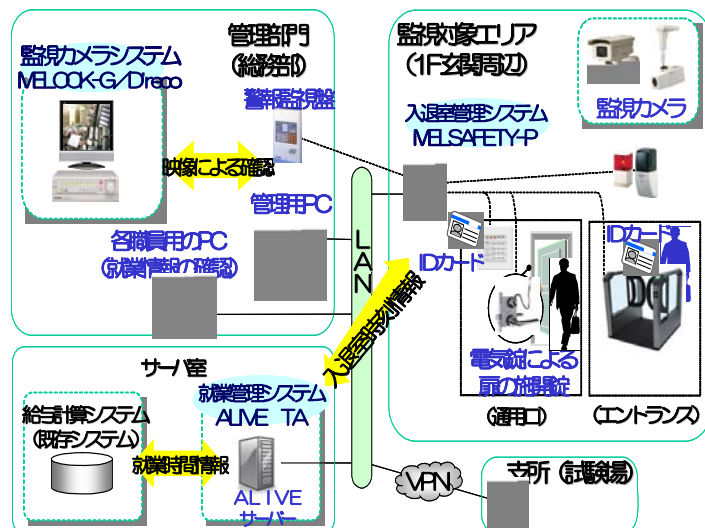 管理部門
(総務部)
監視カメラシステム
MELOOK-G/D'reco
警報監視盤
映像による確認
管理用PC
各職員用のPC
(就業情報の確認)
監視対象エリア
(1F玄関周辺)
監視カメラ
入退室管理システム
MELSAFETY-P
IDカード
IDカード
電気錠による
扉の施開錠
(通用口)
(エントランス)
LAN
入退室時刻情報
サーバ室
給与計算システム
(既存システム)
就業時間情報
就業管理システム
ALIVE TA
ALIVE
サーバー
VPN
支所(試験場)